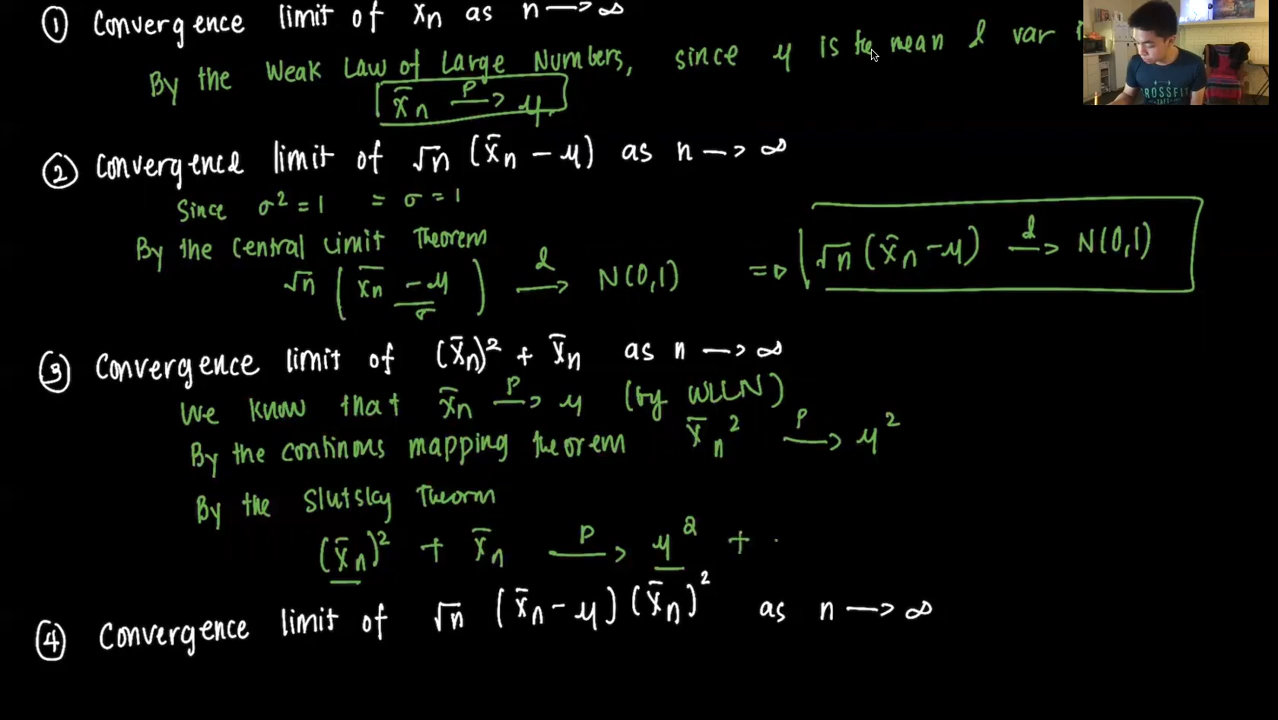 ① Convergence limit of x̄n as n → ∞
By the Weak Law of Large Numbers, since μ is the mean & var
x̄n →ᵖ μ.
② Convergence limit of √n (x̄n − μ) as n → ∞
Since σ² = 1 = σ = 1
By the central limit Theorem
√n (x̄n − μ / σ) →ᵈ N(0,1) ⇒ √n (x̄n − μ) →ᵈ N(0,1)
③ Convergence limit of (x̄n)² + x̄n as n → ∞
We know that x̄n →ᵖ μ (by WLLN)
By the continous mapping theorem x̄n² →ᵖ μ²
By the Slutsky Theorm
(x̄n)² + x̄n →ᵖ μ² +
④ Convergence limit of √n (x̄n − μ)(x̄n)² as n → ∞
CROSSFIT